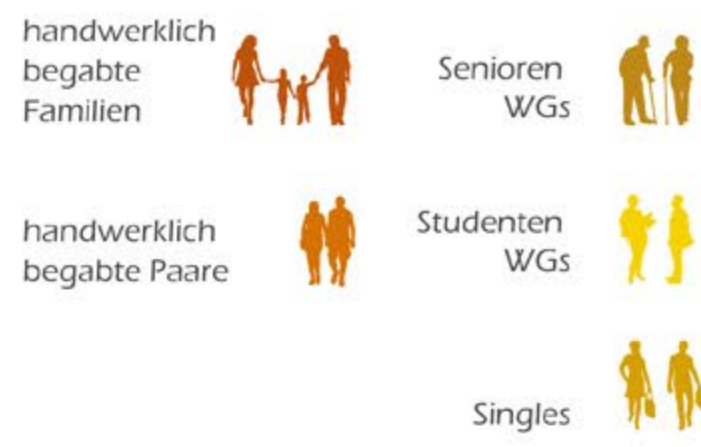 handwerklich
begabte
Familien
handwerklich
begabte Paare
Senioren
WGs
Studenten
WGs
Singles